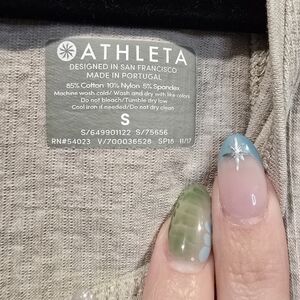 ATHLETA
DESIGNED IN SAN FRANCISCO
MADE IN PORTUGAL
85% Cotton 10% Nylon 5% Spandex
Machine wash cold/ Wash and dry with like colors
Do not bleach/Tumble dry low
Cool iron if needed/ Do not dry clean
S
S/649901122 S/75656
RN#54023 V/700036528 SP18 11/17